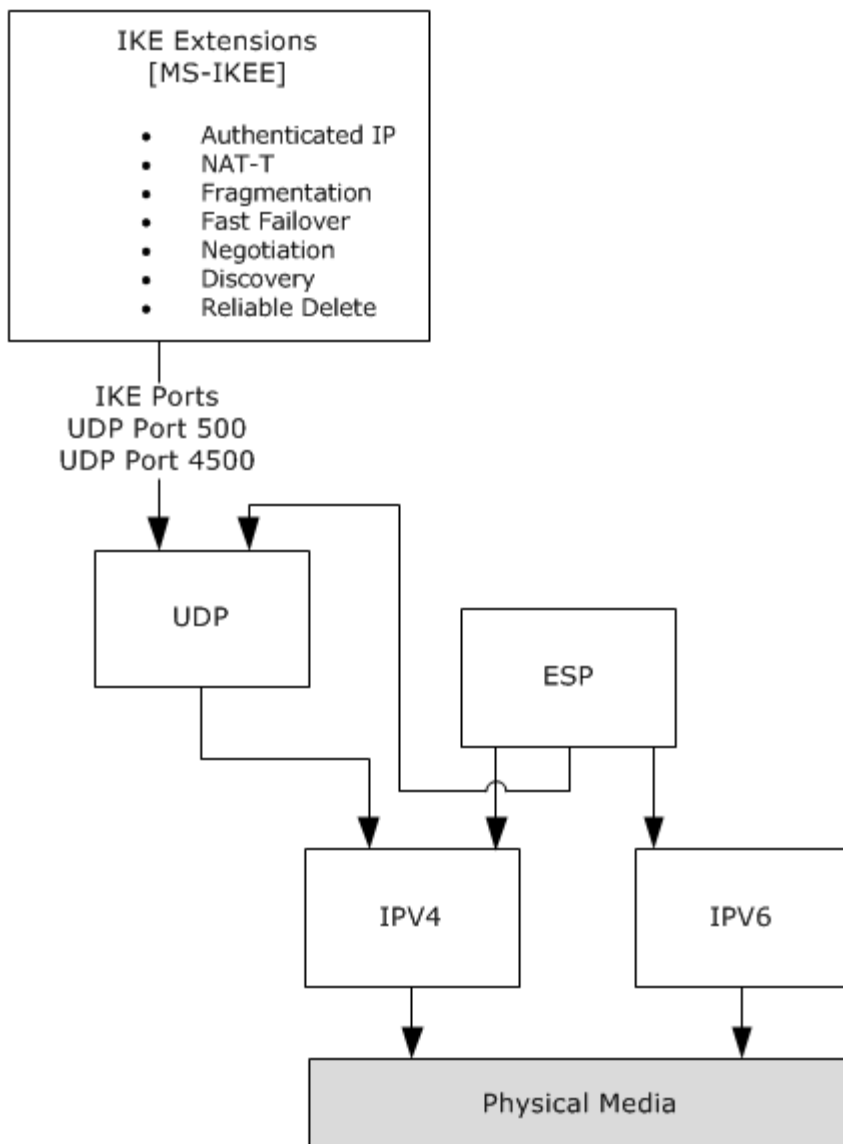 IKE Extensions
[MS-IKEE]
• Authenticated IP
• NAT-T
• Fragmentation
• Fast Failover
• Negotiation
• Discovery
• Reliable Delete
IKE Ports
UDP Port 500
UDP Port 4500
UDP
ESP
IPV4
IPV6
Physical Media